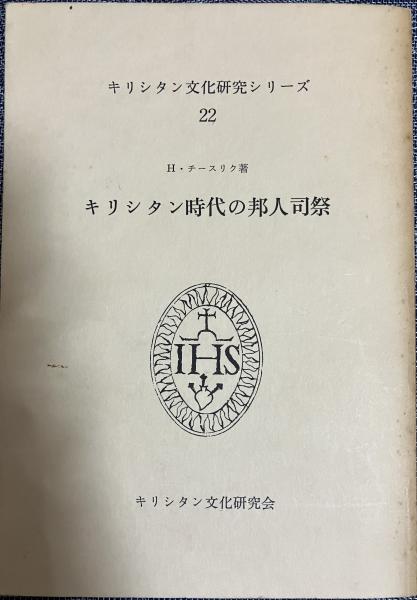 キリシタン文化研究シリーズ
22
H・チースリク著
キリシタン時代の邦人司祭
IHS
キリシタン文化研究会